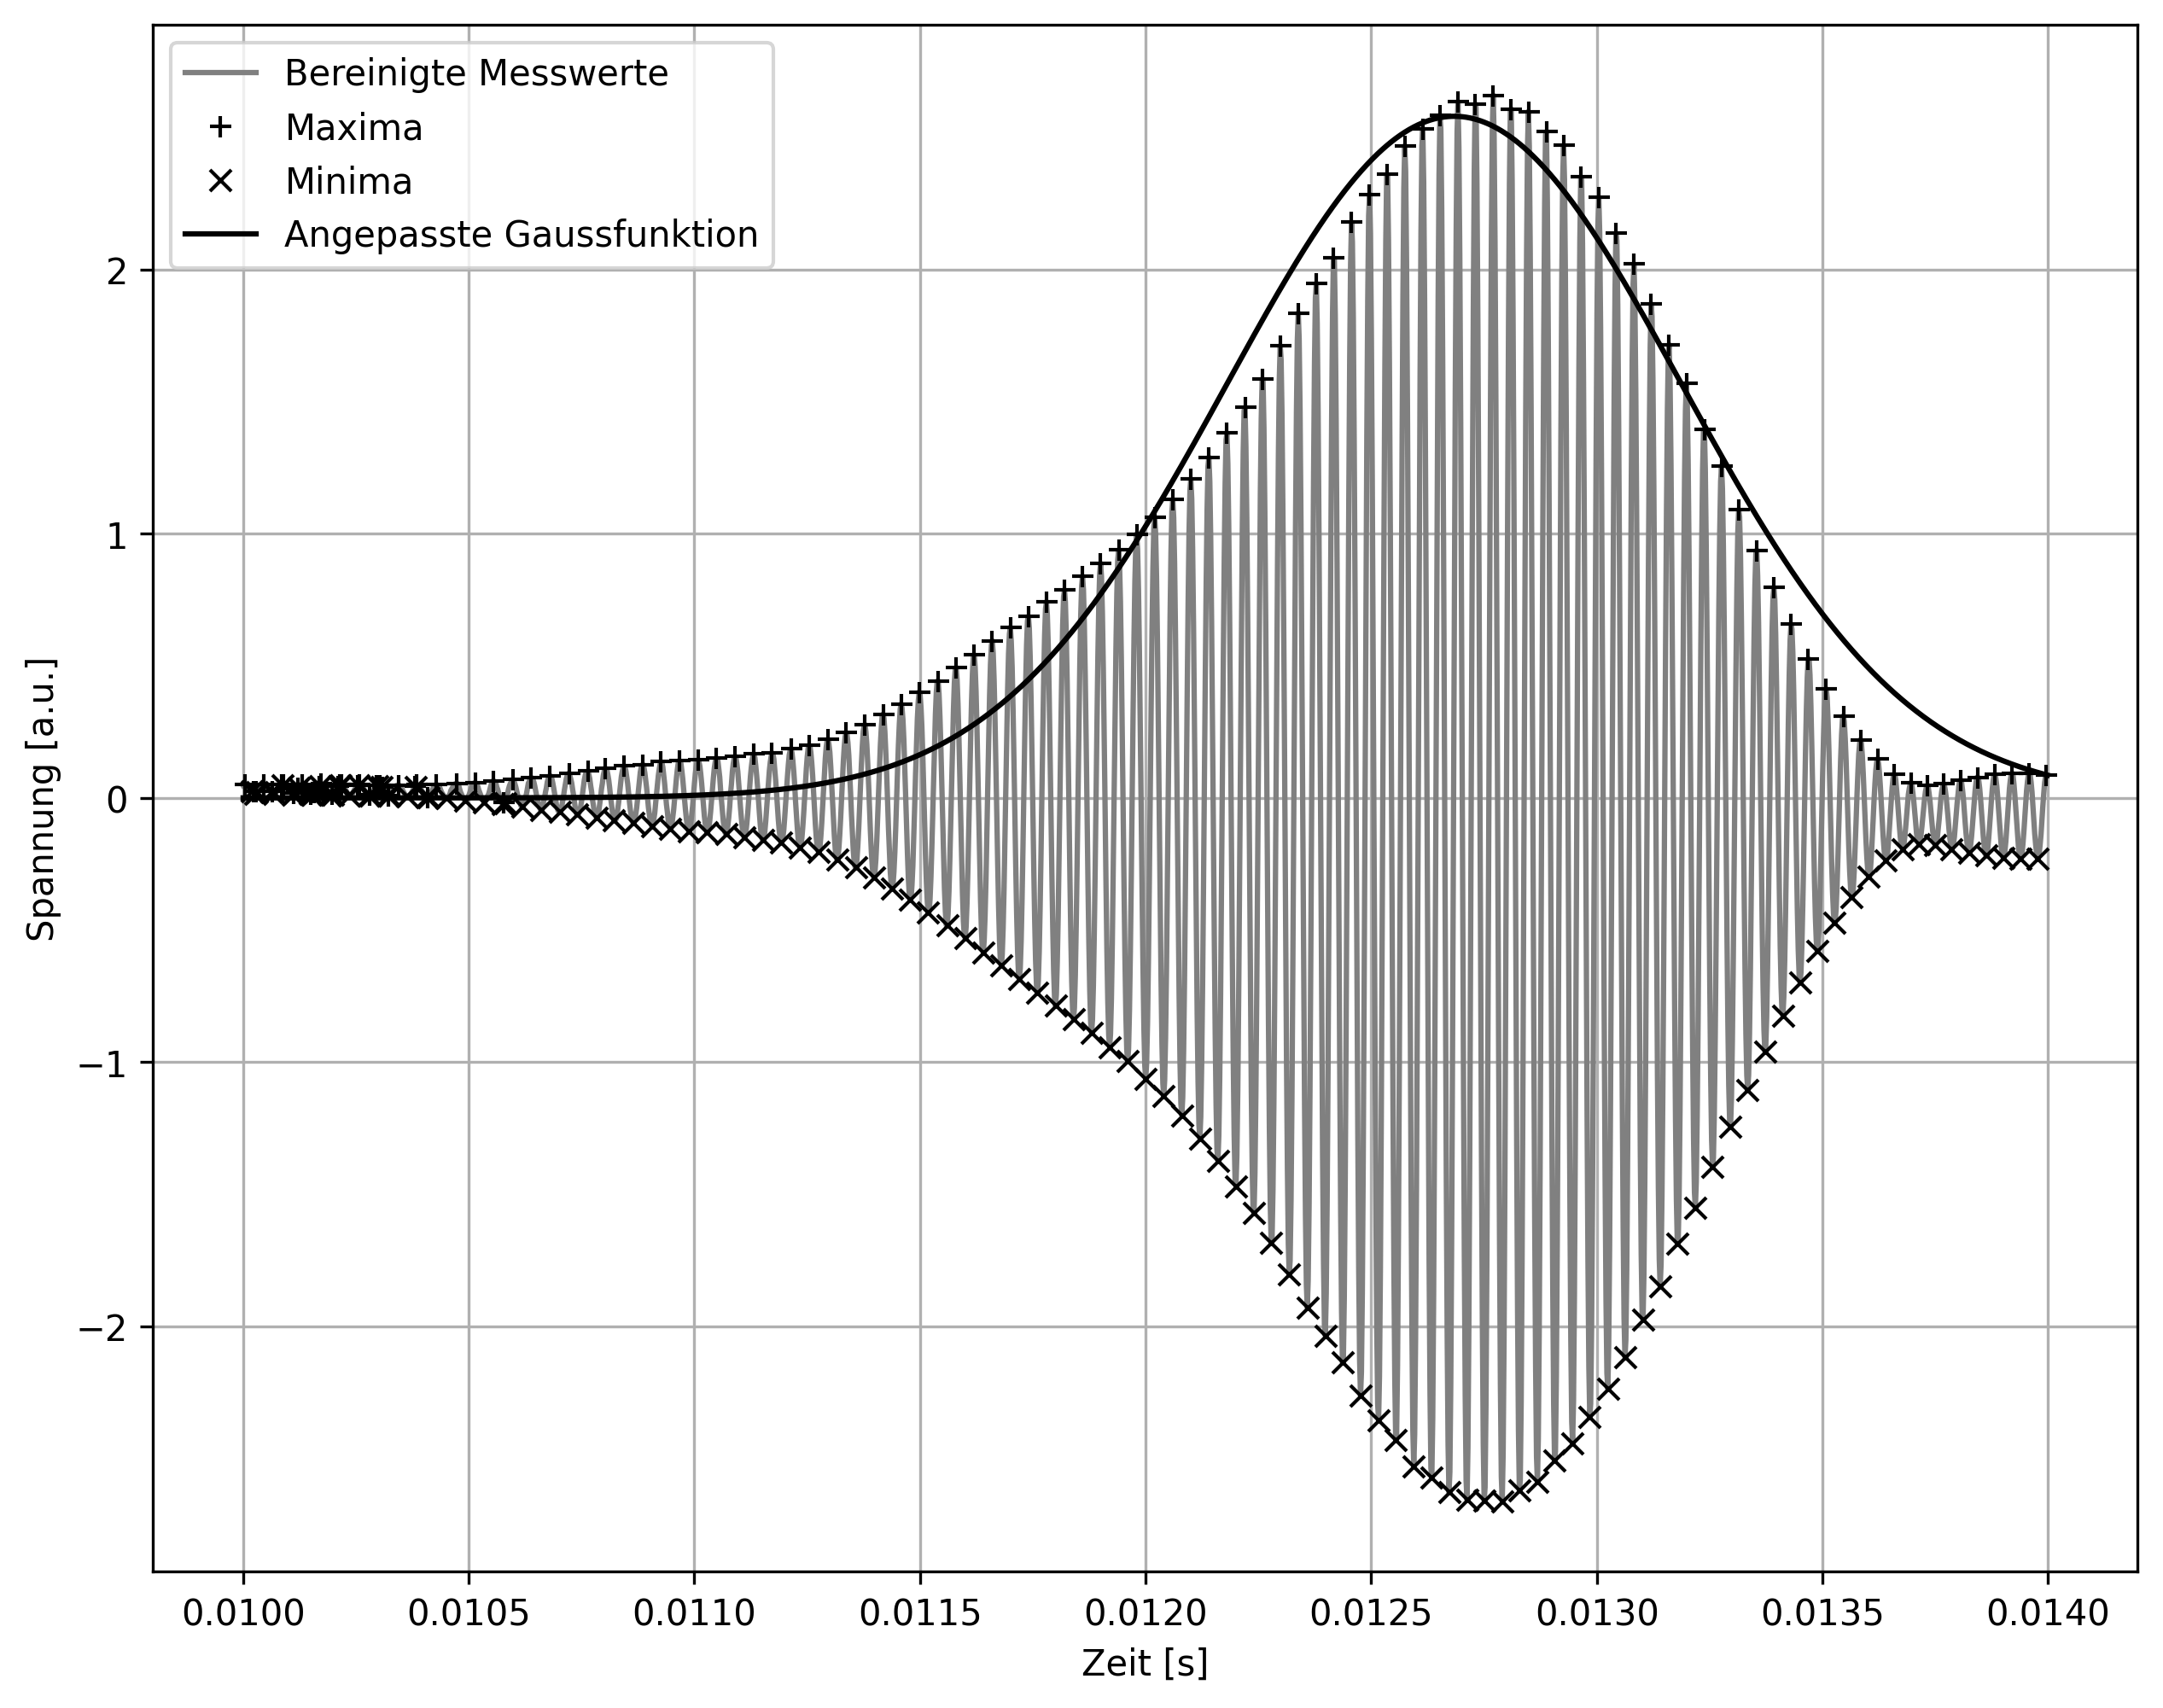 Bereinigte Messwerte
Maxima
Minima
Angepasste Gaussfunktion
2
1
0
−1
−2
Spannung [a.u.]
0.0100 0.0105 0.0110 0.0115 0.0120 0.0125 0.0130 0.0135 0.0140
Zeit [s]